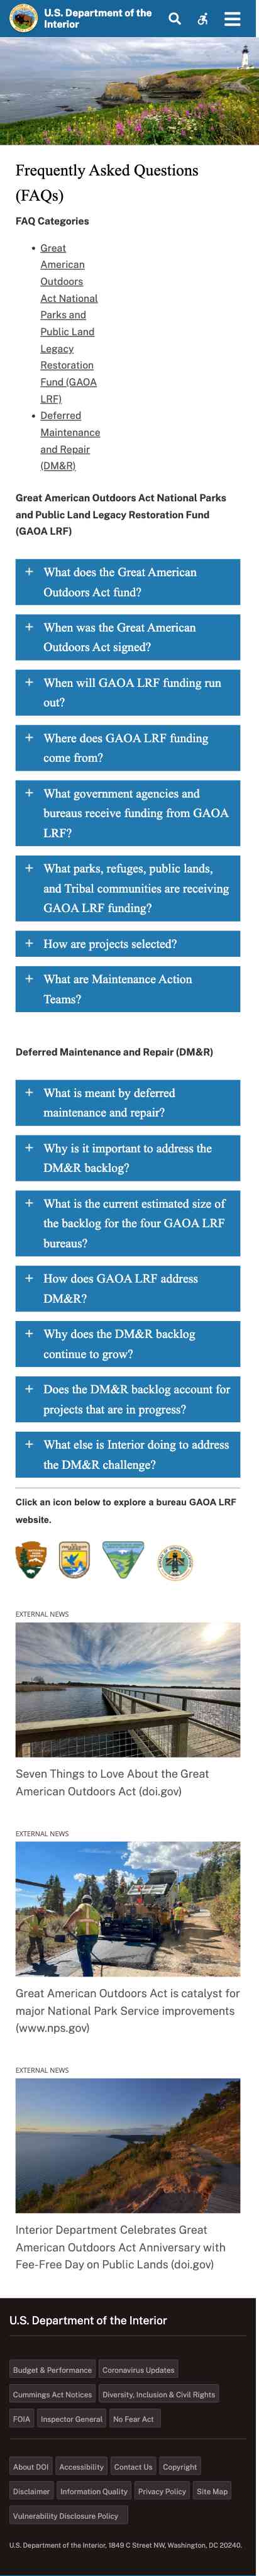 U.S. Department of the
Interior
Frequently Asked Questions
(FAQs)
FAQ Categories
• Great
American
Outdoors
Act National
Parks and
Public Land
Legacy
Restoration
Fund (GAOA
LRF)
• Deferred
Maintenance
and Repair
(DM&R)
Great American Outdoors Act National Parks
and Public Land Legacy Restoration Fund
(GAOA LRF)
+ What does the Great American
Outdoors Act fund?
+ When was the Great American
Outdoors Act signed?
+ When will GAOA LRF funding run
out?
+ Where does GAOA LRF funding
come from?
+ What government agencies and
bureaus receive funding from GAOA
LRF?
+ What parks, refuges, public lands,
and Tribal communities are receiving
GAOA LRF funding?
+ How are projects selected?
+ What are Maintenance Action
Teams?
Deferred Maintenance and Repair (DM&R)
+ What is meant by deferred
maintenance and repair?
+ Why is it important to address the
DM&R backlog?
+ What is the current estimated size of
the backlog for the four GAOA LRF
bureaus?
+ How does GAOA LRF address
DM&R?
+ Why does the DM&R backlog
continue to grow?
+ Does the DM&R backlog account for
projects that are in progress?
+ What else is Interior doing to address
the DM&R challenge?
Click an icon below to explore a bureau GAOA LRF
website.
EXTERNAL NEWS
Seven Things to Love About the Great
American Outdoors Act (doi.gov)
EXTERNAL NEWS
Great American Outdoors Act is catalyst for
major National Park Service improvements
(www.nps.gov)
EXTERNAL NEWS
Interior Department Celebrates Great
American Outdoors Act Anniversary with
Fee-Free Day on Public Lands (doi.gov)
U.S. Department of the Interior
Budget & Performance Coronavirus Updates
Cummings Act Notices Diversity, Inclusion & Civil Rights
FOIA Inspector General No Fear Act
About DOI Accessibility Contact Us Copyright
Disclaimer Information Quality Privacy Policy Site Map
Vulnerability Disclosure Policy
U.S. Department of the Interior, 1849 C Street NW, Washington, DC 20240.